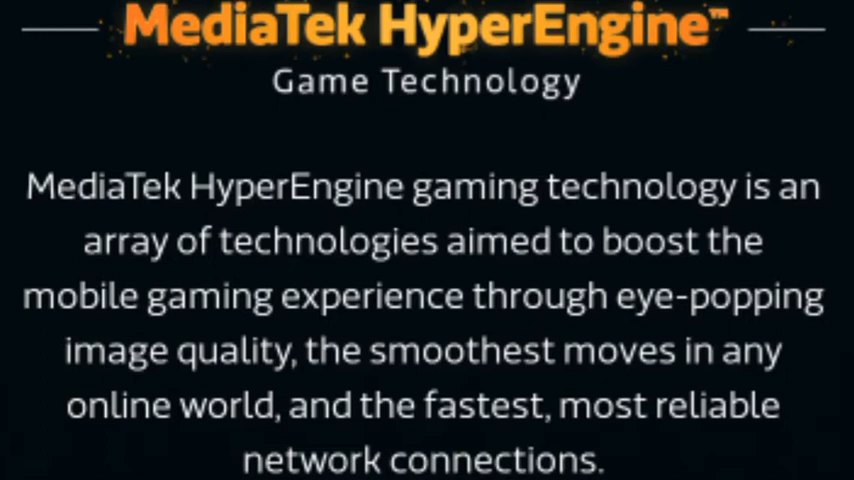 MediaTek HyperEngine™
Game Technology
MediaTek HyperEngine gaming technology is an
array of technologies aimed to boost the
mobile gaming experience through eye-popping
image quality, the smoothest moves in any
online world, and the fastest, most reliable
network connections.